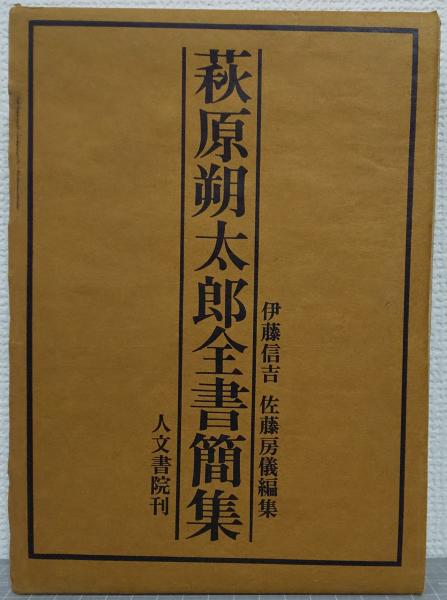 萩原朔太郎全書簡集
伊藤信吉 佐藤房儀編集
人文書院刊